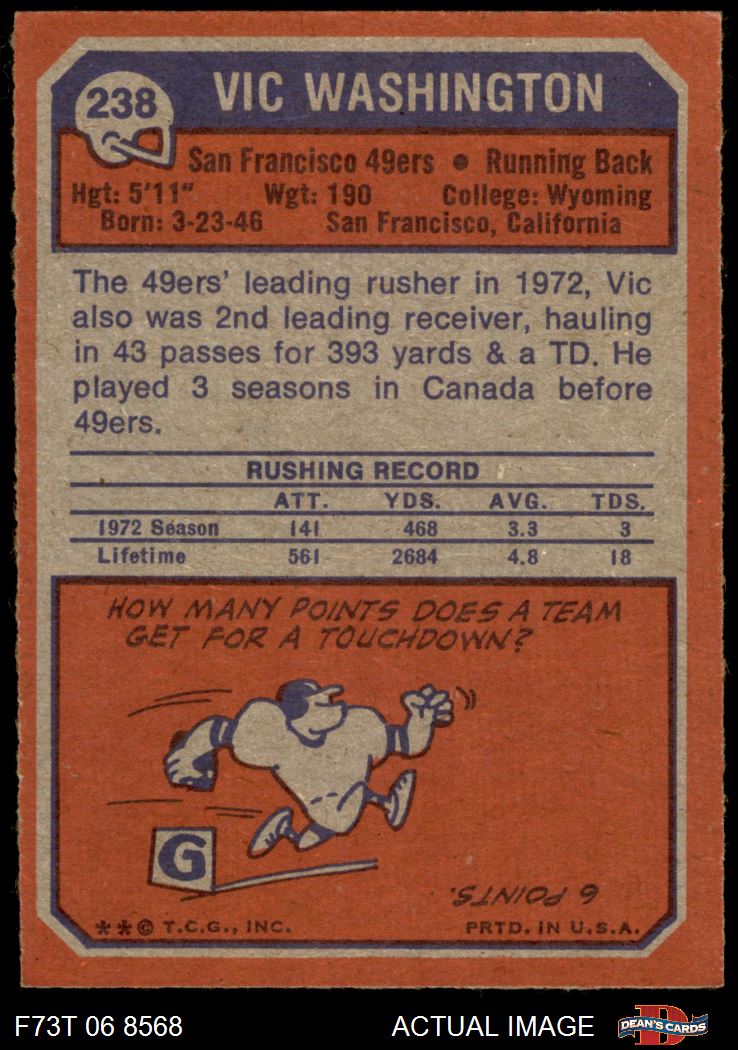 238
VIC WASHINGTON
San Francisco 49ers ● Running Back
Hgt: 5'11" Wgt: 190 College: Wyoming
Born: 3-23-46 San Francisco, California
The 49ers' leading rusher in 1972, Vic
also was 2nd leading receiver, hauling
in 43 passes for 393 yards & a TD. He
played 3 seasons in Canada before
49ers.
RUSHING RECORD
ATT. YDS. AVG. TDS.
1972 Season 141 468 3.3 3
Lifetime 561 2684 4.8 18
HOW MANY POINTS DOES A TEAM
GET FOR A TOUCHDOWN?
G
6 POINTS.
**© T.C.G., INC. PRTD. IN U.S.A.
F73T 06 8568 ACTUAL IMAGE D DEAN'S CARDS